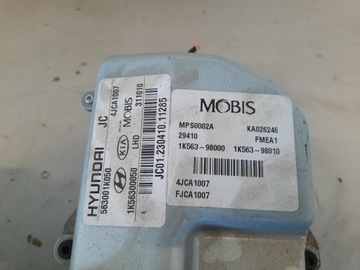 MOBIS
MPS0002A KA026246
29410 FMEA1
1K563-98000 1K563-98010
4JCA1007
FJCA1007
HYUNDAI JC
563001K050 4JCA1007
KIA MOBIS 311010
1K56300050 LHD
JC01.230410.11285